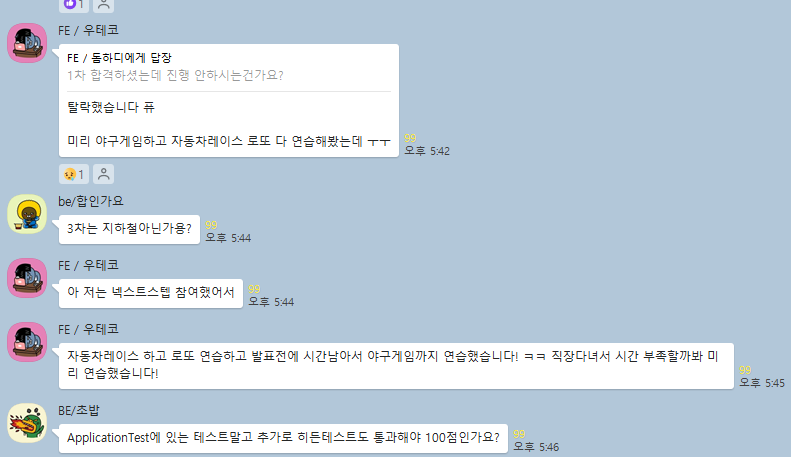 1
FE / 우테코
FE / 돔하디에게 답장
1차 합격하셨는데 진행 안하시는건가요?
탈락했습니다 퓨
미리 야구게임하고 자동차레이스 로또 다 연습해봤는데 ㅜㅜ
99
오후 5:42
1
be/합인가요
3차는 지하철아닌가용?
99
오후 5:44
FE / 우테코
아 저는 넥스트스텝 참여했어서
99
오후 5:44
FE / 우테코
자동차레이스 하고 로또 연습하고 발표전에 시간남아서 야구게임까지 연습했습니다! ㅋㅋ 직장다녀서 시간 부족할까봐 미
리 연습했습니다!
99
오후 5:45
BE/초밥
ApplicationTest에 있는 테스트말고 추가로 히든테스트도 통과해야 100점인가요?
99
오후 5:46